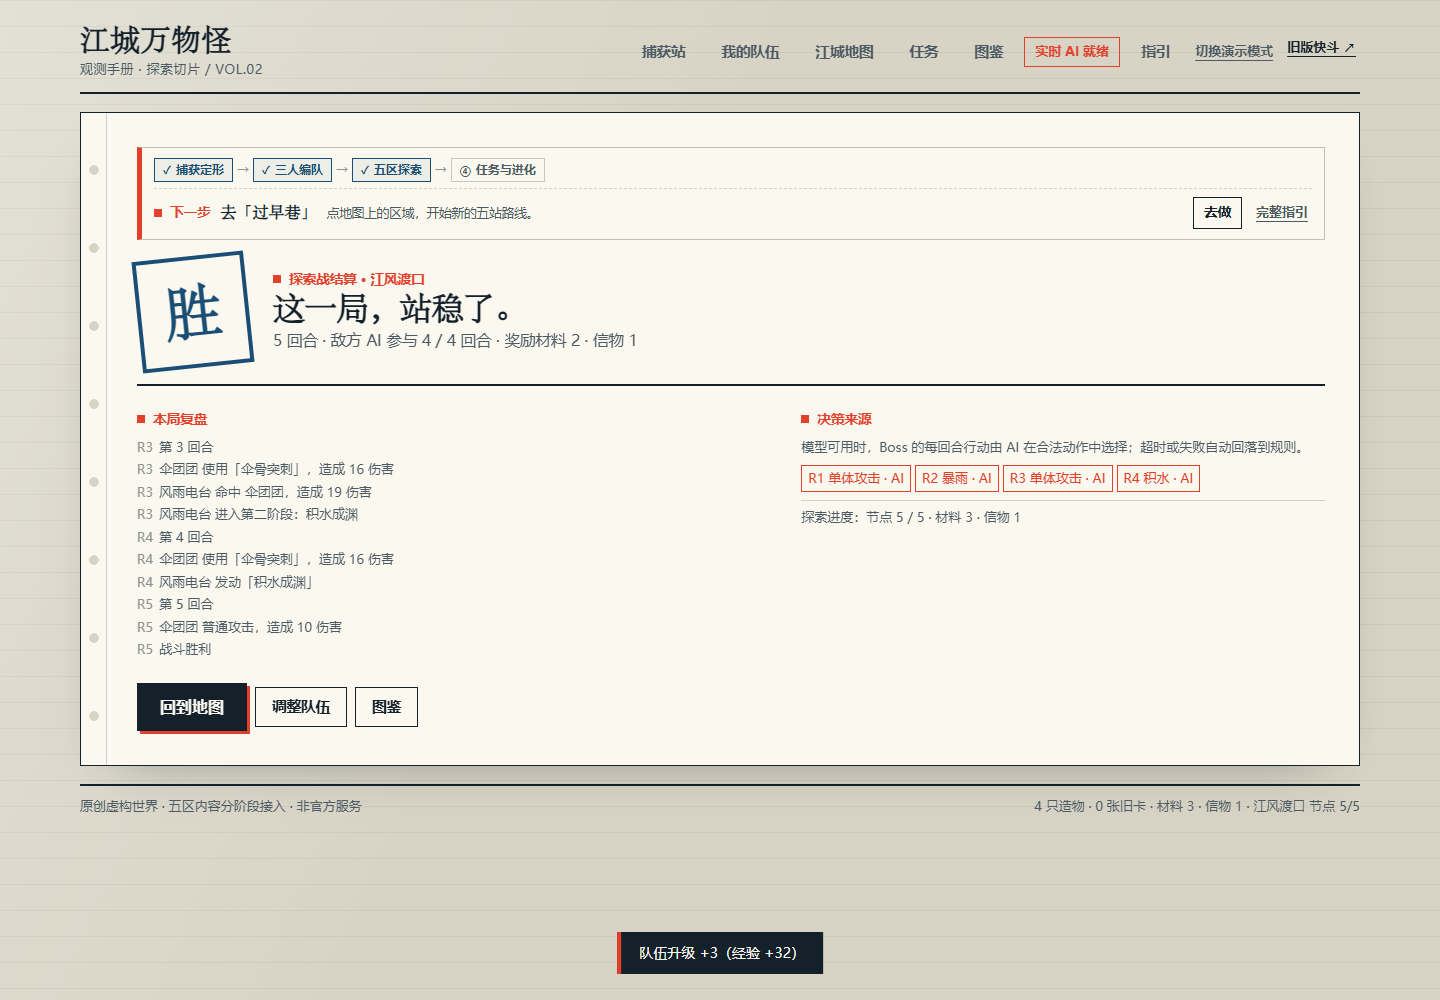 江城万物怪
观测手册 · 探索切片 / VOL.02
捕获站 我的队伍 江城地图 任务 图鉴 实时 AI 就绪 指引 切换演示模式 旧版快斗 ↗
✓ 捕获定形 → ✓ 三人编队 → ✓ 五区探索 → ④ 任务与进化
下一步 去「过早巷」 点地图上的区域，开始新的五站路线。 去做 完整指引
胜
探索战结算 • 江风渡口
这一局，站稳了。
5 回合 · 敌方 AI 参与 4 / 4 回合 · 奖励材料 2 · 信物 1
本局复盘
R3 第 3 回合
R3 伞团团 使用「伞骨突刺」，造成 16 伤害
R3 风雨电台 命中 伞团团，造成 19 伤害
R3 风雨电台 进入第二阶段：积水成渊
R4 第 4 回合
R4 伞团团 使用「伞骨突刺」，造成 16 伤害
R4 风雨电台 发动「积水成渊」
R5 第 5 回合
R5 伞团团 普通攻击，造成 10 伤害
R5 战斗胜利
决策来源
模型可用时，Boss 的每回合行动由 AI 在合法动作中选择；超时或失败自动回落到规则。
R1 单体攻击 · AI R2 暴雨 · AI R3 单体攻击 · AI R4 积水 · AI
探索进度：节点 5 / 5 · 材料 3 · 信物 1
回到地图 调整队伍 图鉴
原创虚构世界 · 五区内容分阶段接入 · 非官方服务
4 只造物 · 0 张旧卡 · 材料 3 · 信物 1 · 江风渡口 节点 5/5
队伍升级 +3（经验 +32）